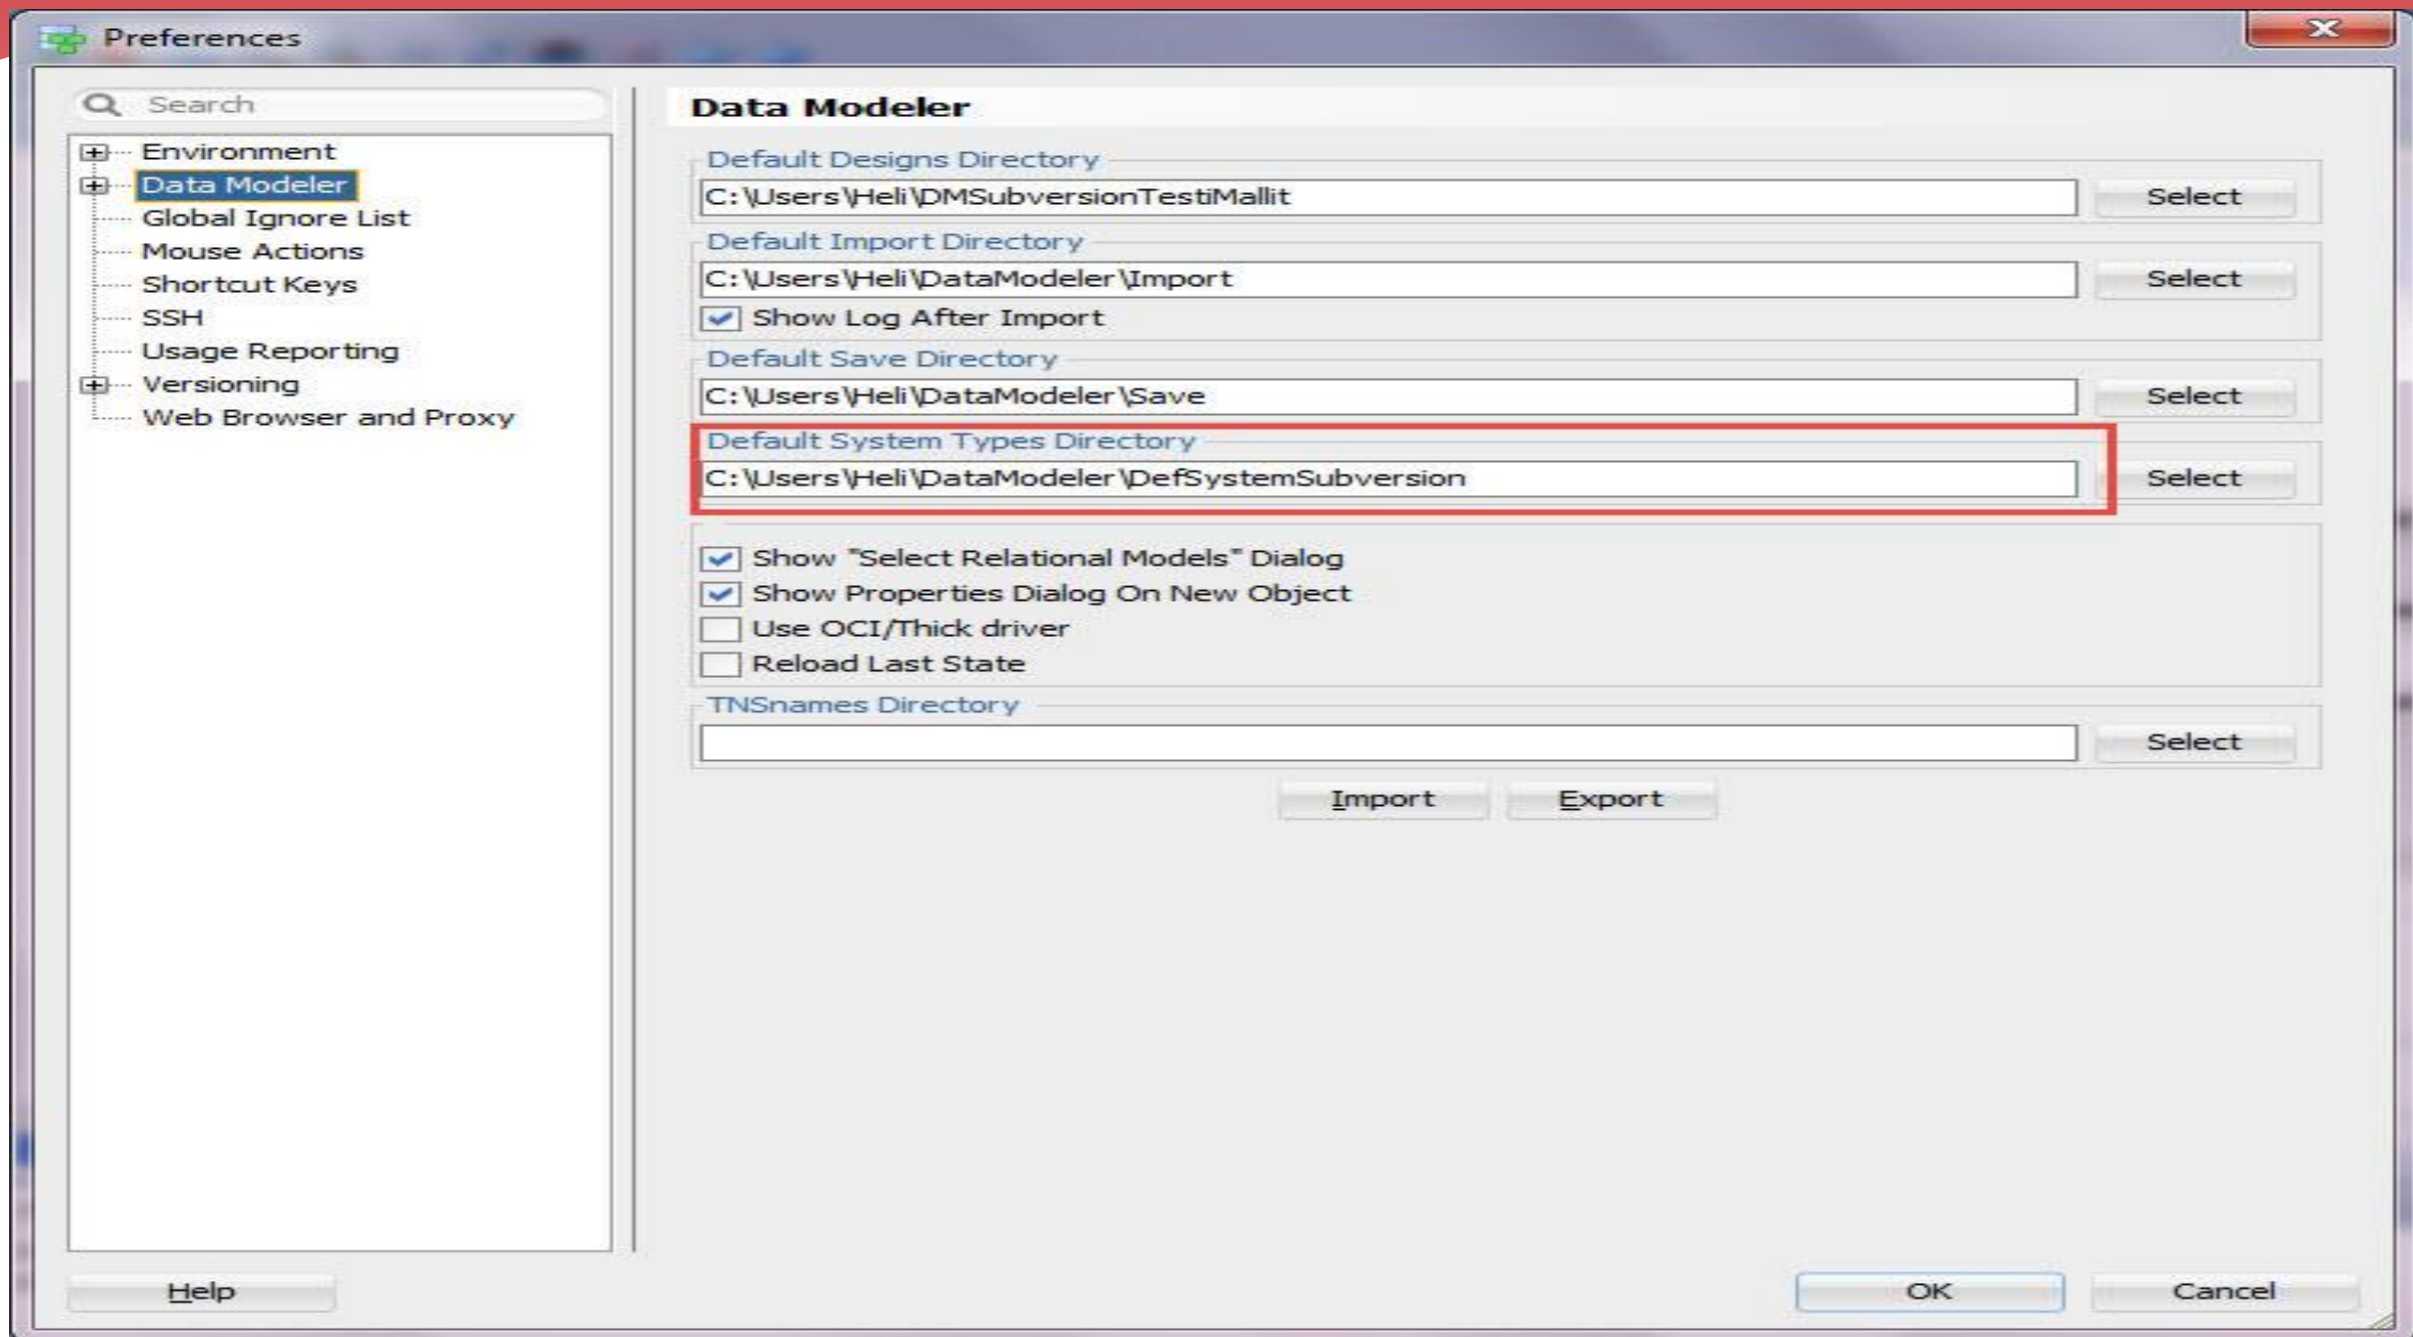 Preferences
Search
Environment
Data Modeler
Global Ignore List
Mouse Actions
Shortcut Keys
SSH
Usage Reporting
Versioning
Web Browser and Proxy
Data Modeler
Default Designs Directory
C:\Users\Heli\DMSubversionTestiMallit
Select
Default Import Directory
C:\Users\Heli\DataModeler\Import
Select
Show Log After Import
Default Save Directory
C:\Users\Heli\DataModeler\Save
Select
Default System Types Directory
C:\Users\Heli\DataModeler\DefSystemSubversion
Select
Show "Select Relational Models" Dialog
Show Properties Dialog On New Object
Use OCI/Thick driver
Reload Last State
TNSnames Directory
Select
Import Export
Help OK Cancel